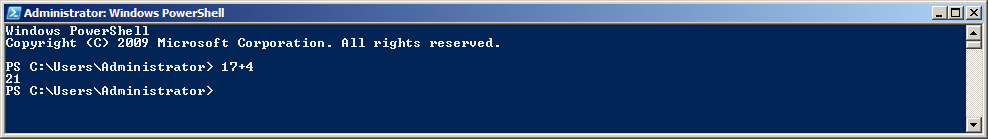 Administrator: Windows PowerShell
Windows PowerShell
Copyright (C) 2009 Microsoft Corporation. All rights reserved.
PS C:\Users\Administrator> 17+4
21
PS C:\Users\Administrator>